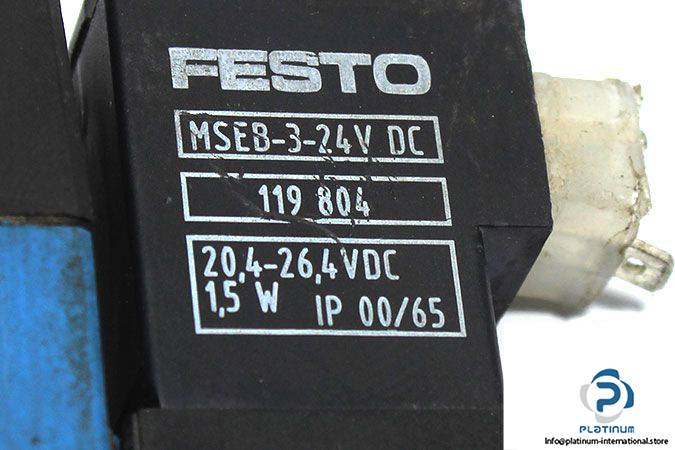 FESTO
MSEB-3-24V DC
119 804
20,4-26,4VDC
1,5 W IP 00/65
PLATINUM
Info@platinum-international.store